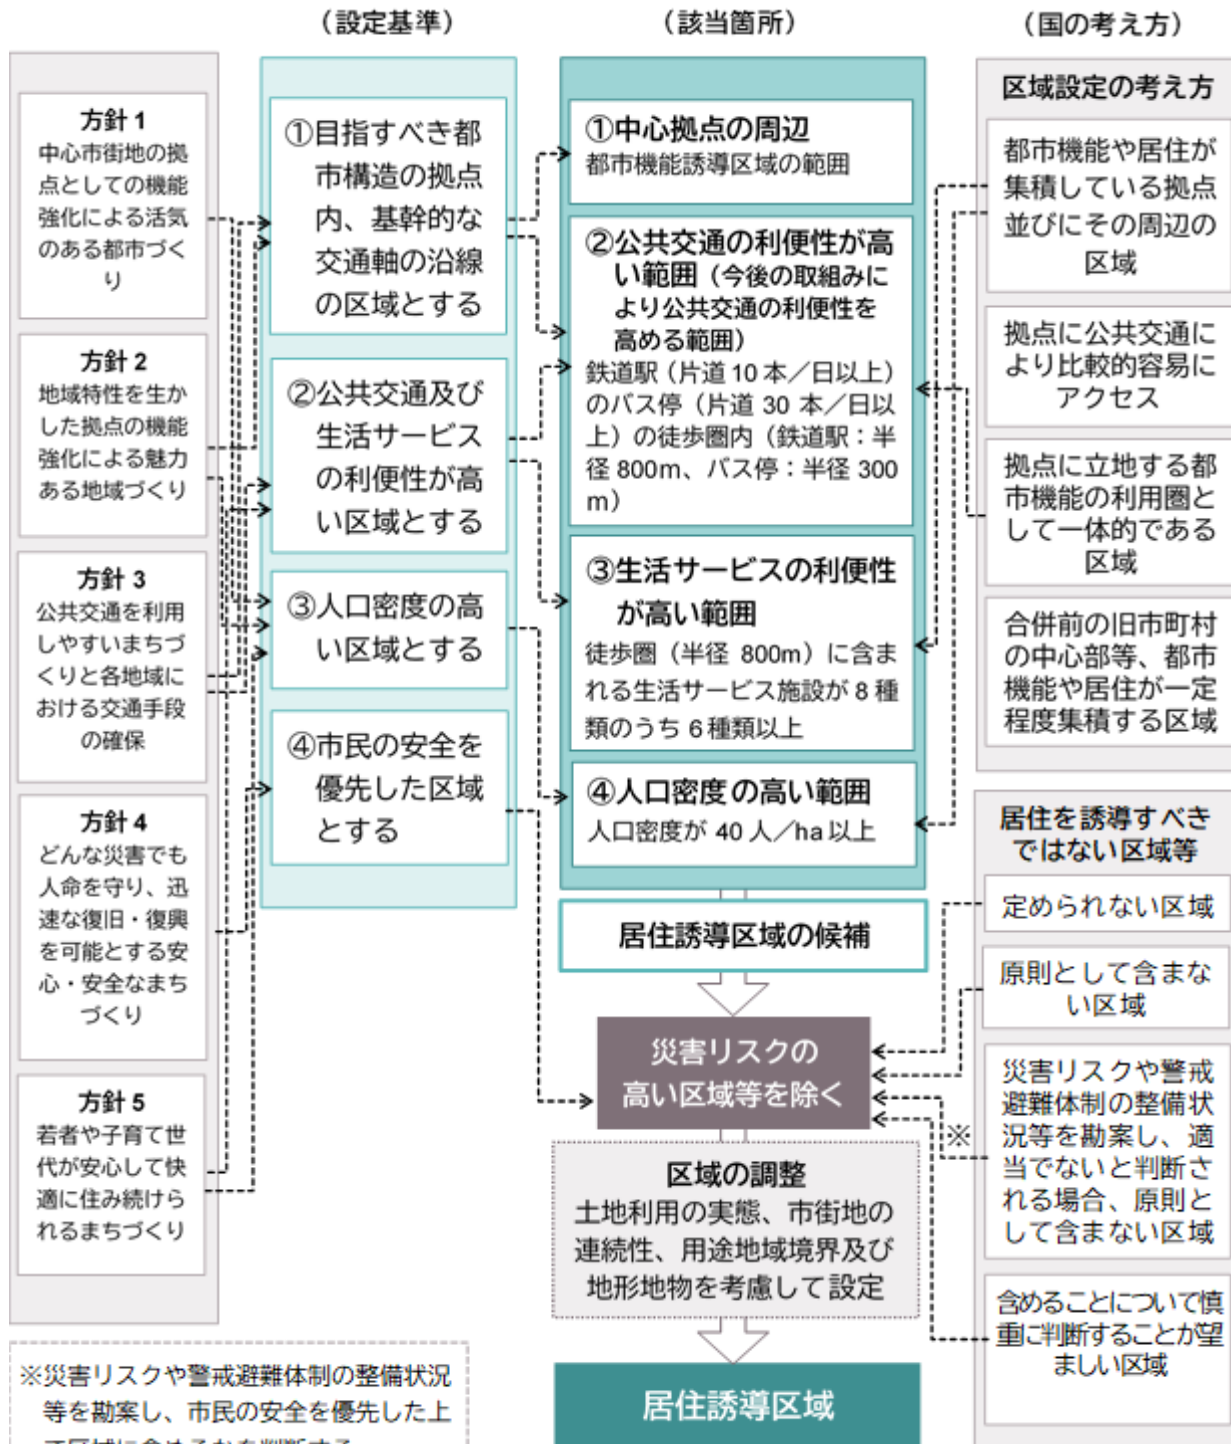 （設定基準）
（該当箇所）
（国の考え方）
方針 1
中心市街地の拠
点としての機能
強化による活気
のある都市づく
り
方針 2
地域特性を生か
した拠点の機能
強化による魅力
ある地域づくり
方針 3
公共交通を利用
しやすいまちづ
くりと各地域に
おける交通手段
の確保
方針 4
どんな災害でも
人命を守り、迅
速な復旧・復興
を可能とする安
心・安全なまち
づくり
方針 5
若者や子育て世
代が安心して快
適に住み続けら
れるまちづくり
①目指すべき都
市構造の拠点
内、基幹的な
交通軸の沿線
の区域とする
②公共交通及び
生活サービス
の利便性が高
い区域とする
③人口密度の高
い区域とする
④市民の安全を
優先した区域
とする
①中心拠点の周辺
都市機能誘導区域の範囲
②公共交通の利便性が高
い範囲（今後の取組みに
より公共交通の利便性を
高める範囲）
鉄道駅（片道 10 本／日以上）
のバス停（片道 30 本／日以
上）の徒歩圏内（鉄道駅：半
径 800m、バス停：半径 300
m）
③生活サービスの利便性
が高い範囲
徒歩圏（半径 800m）に含ま
れる生活サービス施設が 8 種
類のうち 6 種類以上
④人口密度の高い範囲
人口密度が 40 人／ha 以上
居住誘導区域の候補
災害リスクの
高い区域等を除く
区域の調整
土地利用の実態、市街地の
連続性、用途地域境界及び
地形地物を考慮して設定
居住誘導区域
区域設定の考え方
都市機能や居住が
集積している拠点
並びにその周辺の
区域
拠点に公共交通に
より比較的容易に
アクセス
拠点に立地する都
市機能の利用圏と
して一体的である
区域
合併前の旧市町村
の中心部等、都市
機能や居住が一定
程度集積する区域
居住を誘導すべき
ではない区域等
定められない区域
原則として含まな
い区域
※
災害リスクや警戒
避難体制の整備状
況等を勘案し、適
当でないと判断さ
れる場合、原則と
して含まない区域
含めることについて慎
重に判断することが望
ましい区域
※災害リスクや警戒避難体制の整備状況
等を勘案し、市民の安全を優先した上
で区域に含めるかを判断する